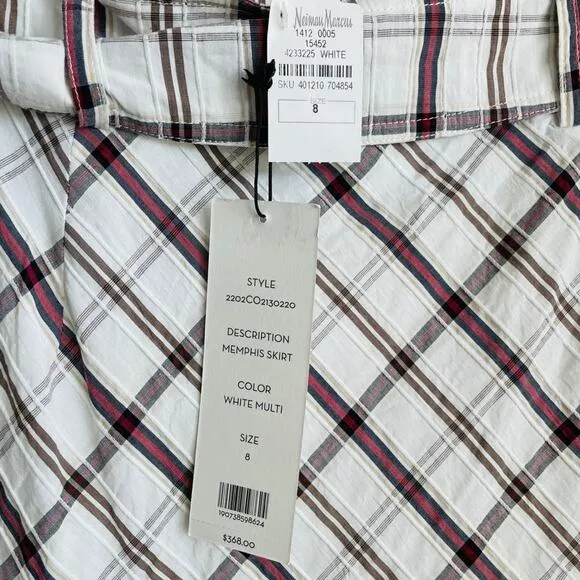 Neiman Marcus
1412 0005
15452
4233225 WHITE
SKU 401210 704854
SIZE
8
STYLE
2202CO2130220
DESCRIPTION
MEMPHIS SKIRT
COLOR
WHITE MULTI
SIZE
8
190738598624
$368.00